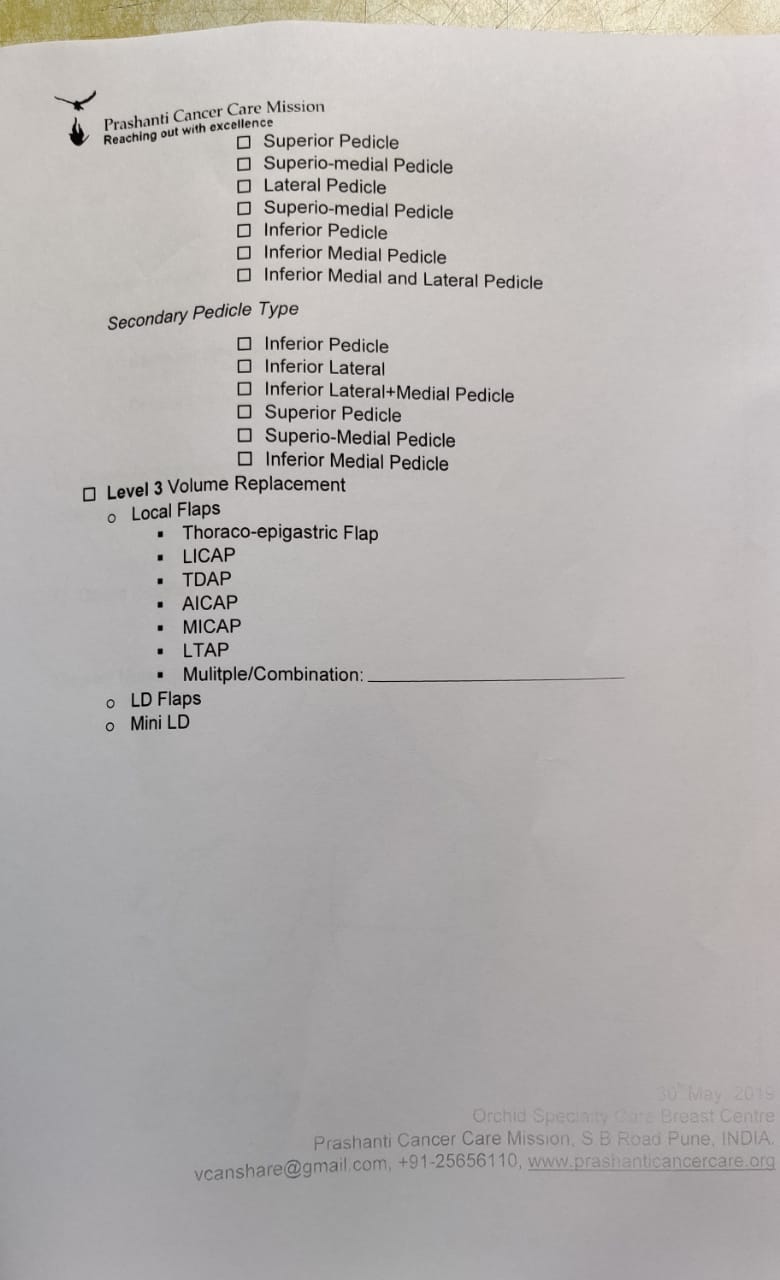 Prashanti Cancer Care Mission
Reaching out with excellence
☐ Superior Pedicle
☐ Superio-medial Pedicle
☐ Lateral Pedicle
☐ Superio-medial Pedicle
☐ Inferior Pedicle
☐ Inferior Medial Pedicle
☐ Inferior Medial and Lateral Pedicle
Secondary Pedicle Type
☐ Inferior Pedicle
☐ Inferior Lateral
☐ Inferior Lateral+Medial Pedicle
☐ Superior Pedicle
☐ Superio-Medial Pedicle
☐ Inferior Medial Pedicle
☐ Level 3 Volume Replacement
o Local Flaps
▪ Thoraco-epigastric Flap
▪ LICAP
▪ TDAP
▪ AICAP
▪ MICAP
▪ LTAP
▪ Mulitple/Combination: ____________________
o LD Flaps
o Mini LD
30th May, 2019
Orchid Specialty Care Breast Centre
Prashanti Cancer Care Mission, S B Road Pune, INDIA.
vcanshare@gmail.com, +91-25656110, www.prashanticancercare.org